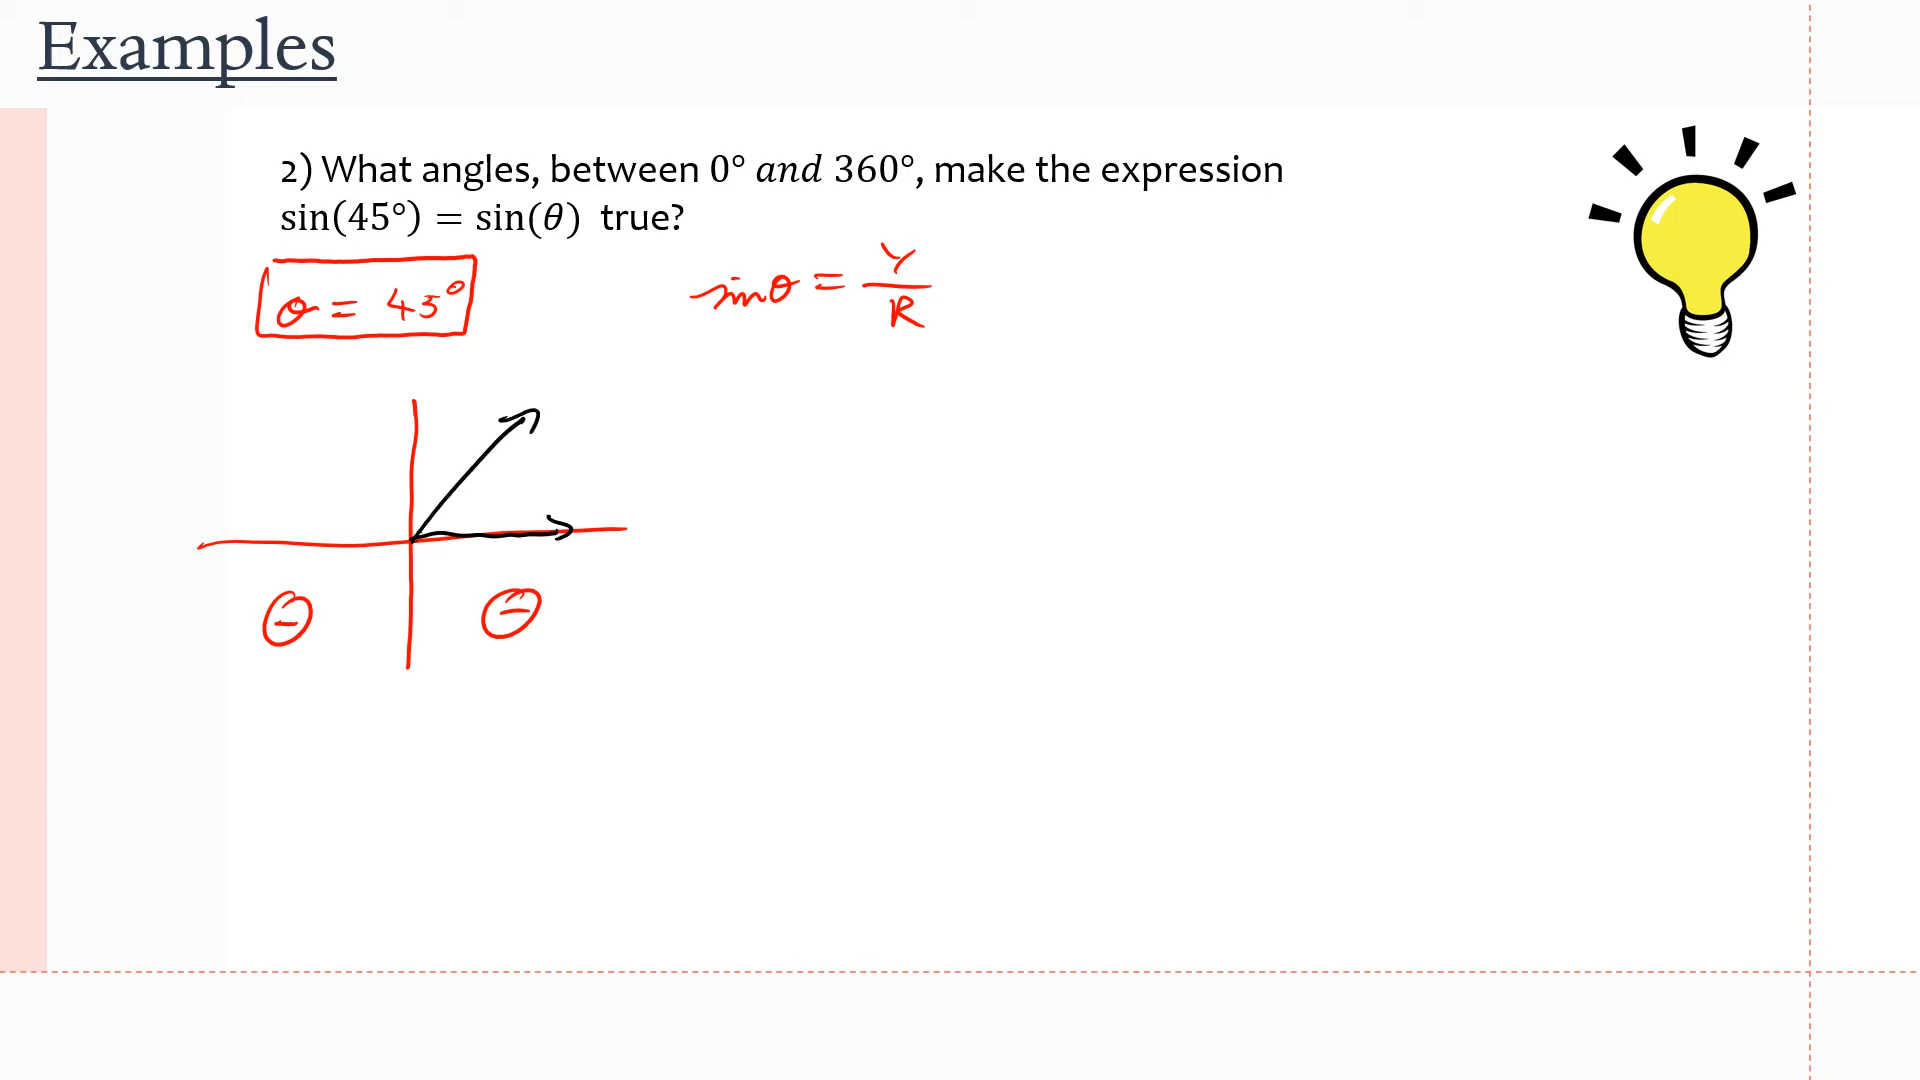 Examples
2) What angles, between 0° and 360°, make the expression
sin(45°) = sin(θ) true?
θ = 45°
sinθ = Y/R
⊖ ⊖